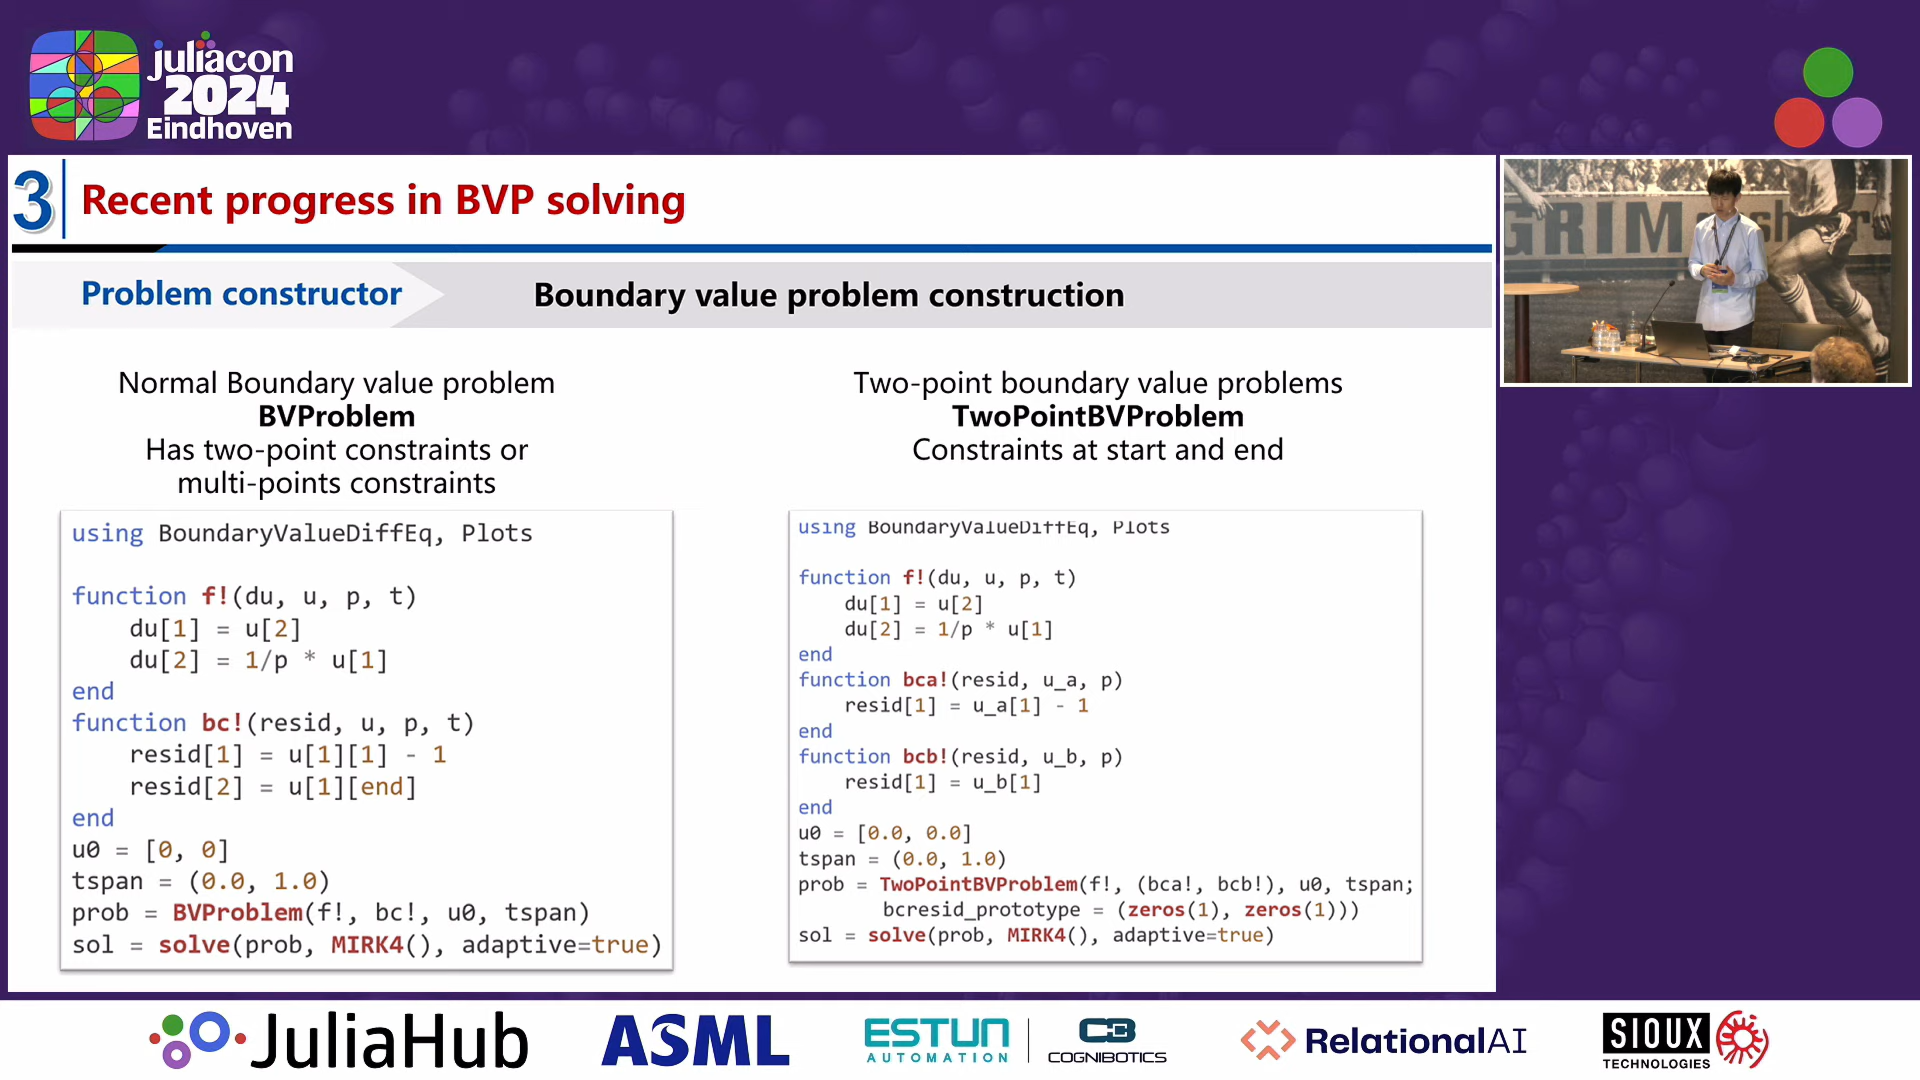 juliacon
2024
Eindhoven
3
Recent progress in BVP solving
Problem constructor
Boundary value problem construction
Normal Boundary value problem
BVProblem
Has two-point constraints or
multi-points constraints
using BoundaryValueDiffEq, Plots
function f!(du, u, p, t)
    du[1] = u[2]
    du[2] = 1/p * u[1]
end
function bc!(resid, u, p, t)
    resid[1] = u[1][1] - 1
    resid[2] = u[1][end]
end
u0 = [0, 0]
tspan = (0.0, 1.0)
prob = BVProblem(f!, bc!, u0, tspan)
sol = solve(prob, MIRK4(), adaptive=true)
Two-point boundary value problems
TwoPointBVProblem
Constraints at start and end
using BoundaryValueDiffEq, Plots
function f!(du, u, p, t)
    du[1] = u[2]
    du[2] = 1/p * u[1]
end
function bca!(resid, u_a, p)
    resid[1] = u_a[1] - 1
end
function bcb!(resid, u_b, p)
    resid[1] = u_b[1]
end
u0 = [0.0, 0.0]
tspan = (0.0, 1.0)
prob = TwoPointBVProblem(f!, (bca!, bcb!), u0, tspan;
bcresid_prototype = (zeros(1), zeros(1)))
sol = solve(prob, MIRK4(), adaptive=true)
GRIM
JuliaHub
ASML
ESTUN
AUTOMATION
COGNIBOTICS
RelationalAI
SIOUX
TECHNOLOGIES